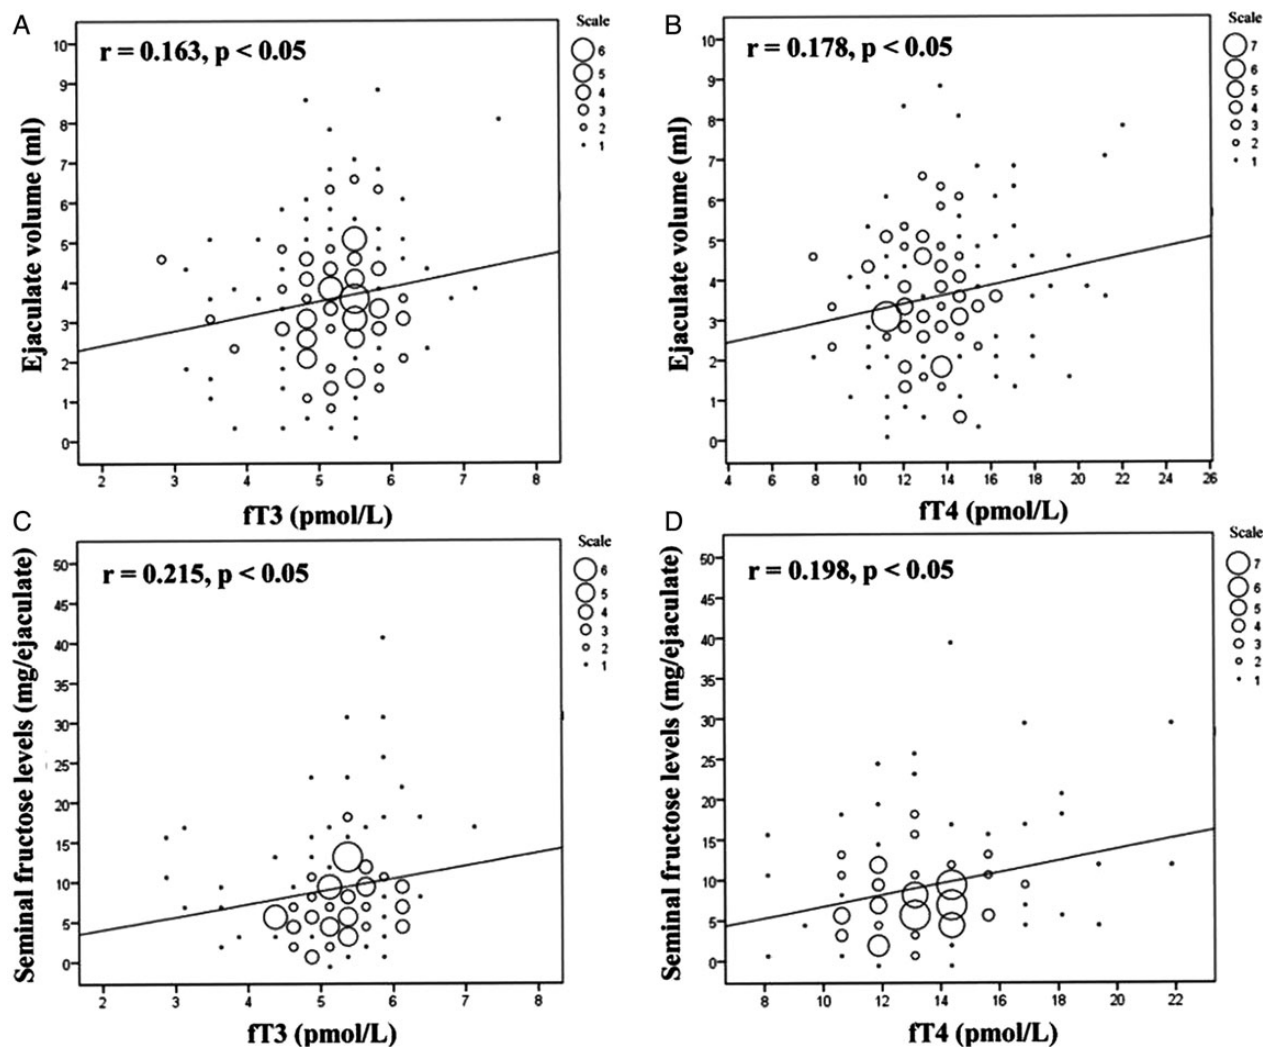 A
r = 0.163, p < 0.05
Ejaculate volume (ml)
10
9
8
7
6
5
4
3
2
1
0
2 3 4 5 6 7 8
fT3 (pmol/L)
Scale
6
5
4
3
2
1
B
r = 0.178, p < 0.05
Ejaculate volume (ml)
10
9
8
7
6
5
4
3
2
1
0
4 6 8 10 12 14 16 18 20 22 24 26
fT4 (pmol/L)
Scale
7
6
5
4
3
2
1
C
r = 0.215, p < 0.05
Seminal fructose levels (mg/ejaculate)
50
45
40
35
30
25
20
15
10
5
0
2 3 4 5 6 7 8
fT3 (pmol/L)
Scale
6
5
4
3
2
1
D
r = 0.198, p < 0.05
Seminal fructose levels (mg/ejaculate)
50
45
40
35
30
25
20
15
10
5
0
8 10 12 14 16 18 20 22
fT4 (pmol/L)
Scale
7
6
5
4
3
2
1